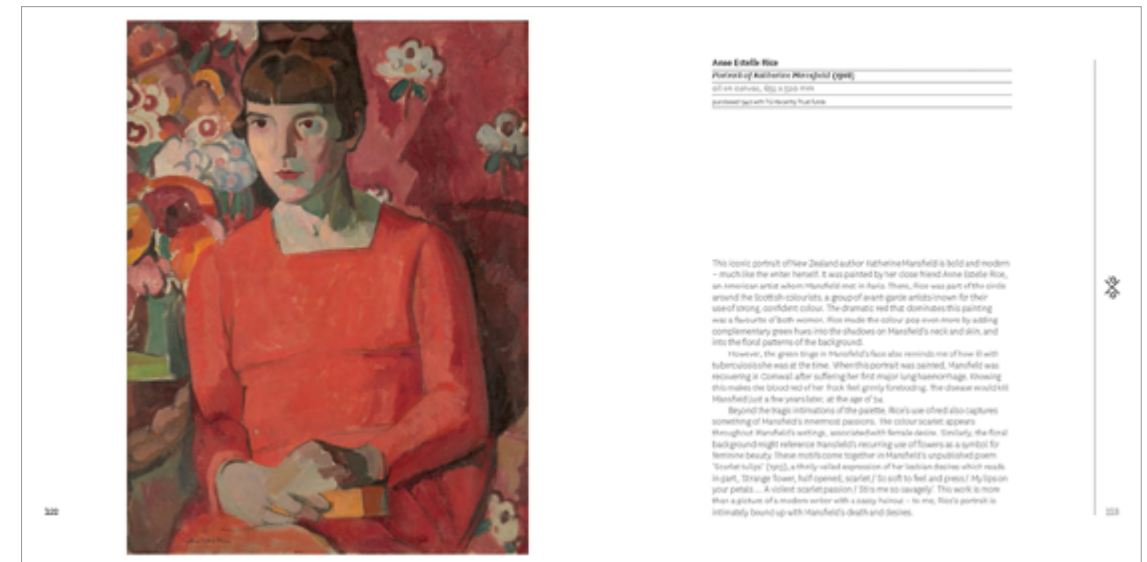 Anne Estelle Rice
Portrait of Katherine Mansfield (1918)
oil on canvas, 655 x 520 mm
purchased 1940 with TG Macarthy Trust funds
This iconic portrait of New Zealand author Katherine Mansfield is bold and modern
– much like the writer herself. It was painted by her close friend Anne Estelle Rice,
an American artist whom Mansfield met in Paris. There, Rice was part of the circle
around the Scottish colourists, a group of avant-garde artists known for their
use of strong, confident colour. The dramatic red that dominates this painting
was a favourite of both women. Rice made the colour pop even more by adding
complementary green hues into the shadows on Mansfield's neck and skin, and
into the floral patterns of the background.
However, the green tinge in Mansfield's face also reminds me of how ill with
tuberculosis she was at the time. When this portrait was painted, Mansfield was
recovering in Cornwall after suffering her first major lung haemorrhage. Knowing
this makes the blood red of her frock feel grimly foreboding. The disease would kill
Mansfield just a few years later, at the age of 34.
Beyond the tragic intimations of the palette, Rice's use of red also captures
something of Mansfield's innermost passions. The colour scarlet appears
throughout Mansfield's writings, associated with female desire. Similarly, the floral
background might reference Mansfield's recurring use of flowers as a symbol for
feminine beauty. These motifs come together in Mansfield's unpublished poem
'Scarlet tulips' (1913), a thinly veiled expression of her lesbian desires which reads
in part, 'Strange flower, half opened, scarlet / So soft to feel and press / My lips on
your petals ... A violent scarlet passion / Stirs me so savagely'. This work is more
than a picture of a modern writer with a sassy haircut – to me, Rice's portrait is
intimately bound up with Mansfield's death and desires.